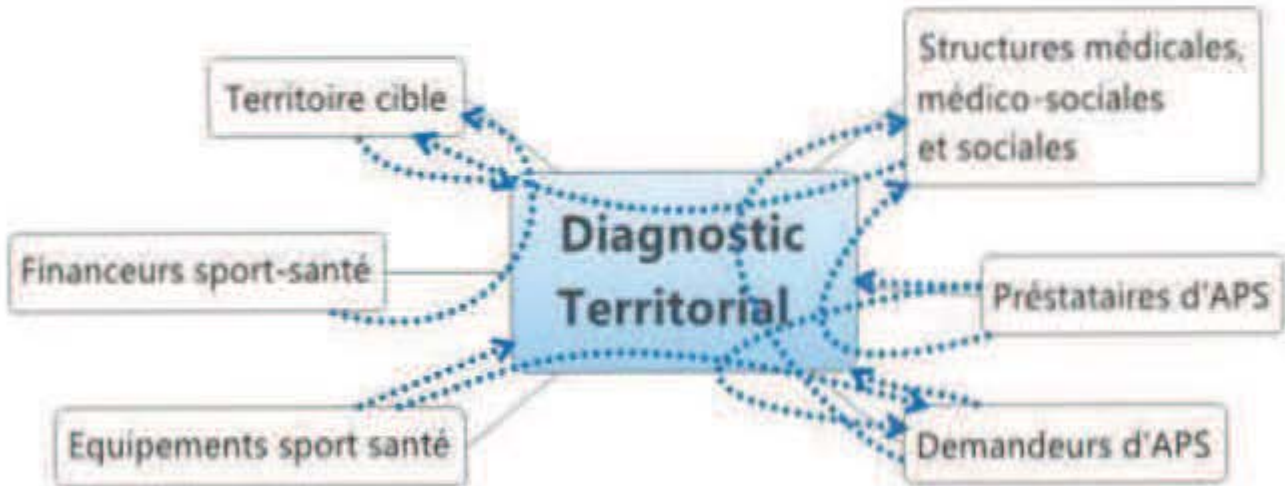 Territoire cible
Structures médicales,
médico-sociales
et sociales
Diagnostic
Territorial
Financeurs sport-santé
Préstataires d'APS
Equipements sport santé
Demandeurs d'APS